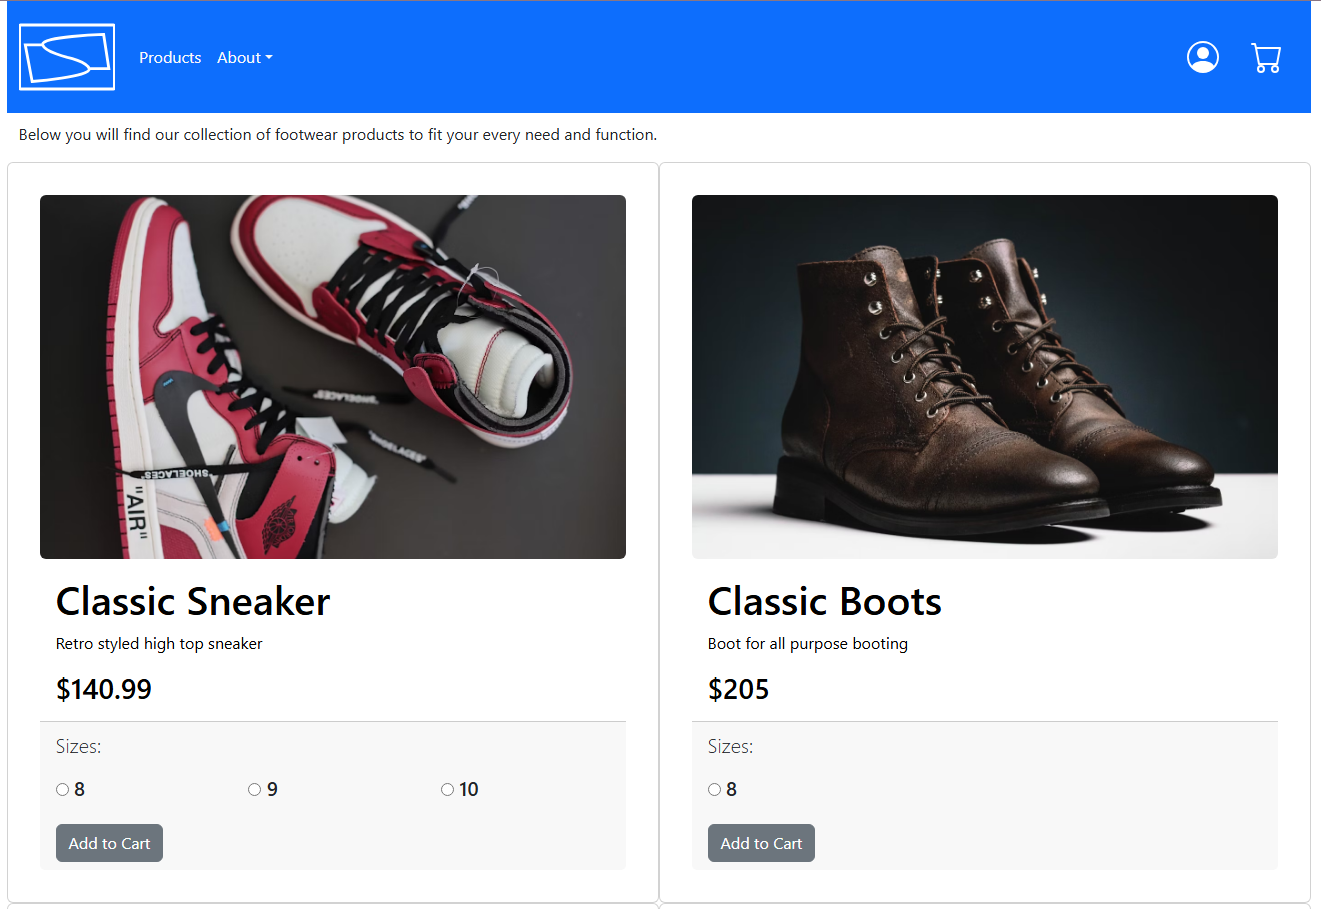 Products About
Below you will find our collection of footwear products to fit your every need and function.
"SHOELACES"
"SHOELACES"
"SHOELACES"
"AIR"
Classic Sneaker
Retro styled high top sneaker
$140.99
Sizes:
8 9 10
Add to Cart
Classic Boots
Boot for all purpose booting
$205
Sizes:
8
Add to Cart